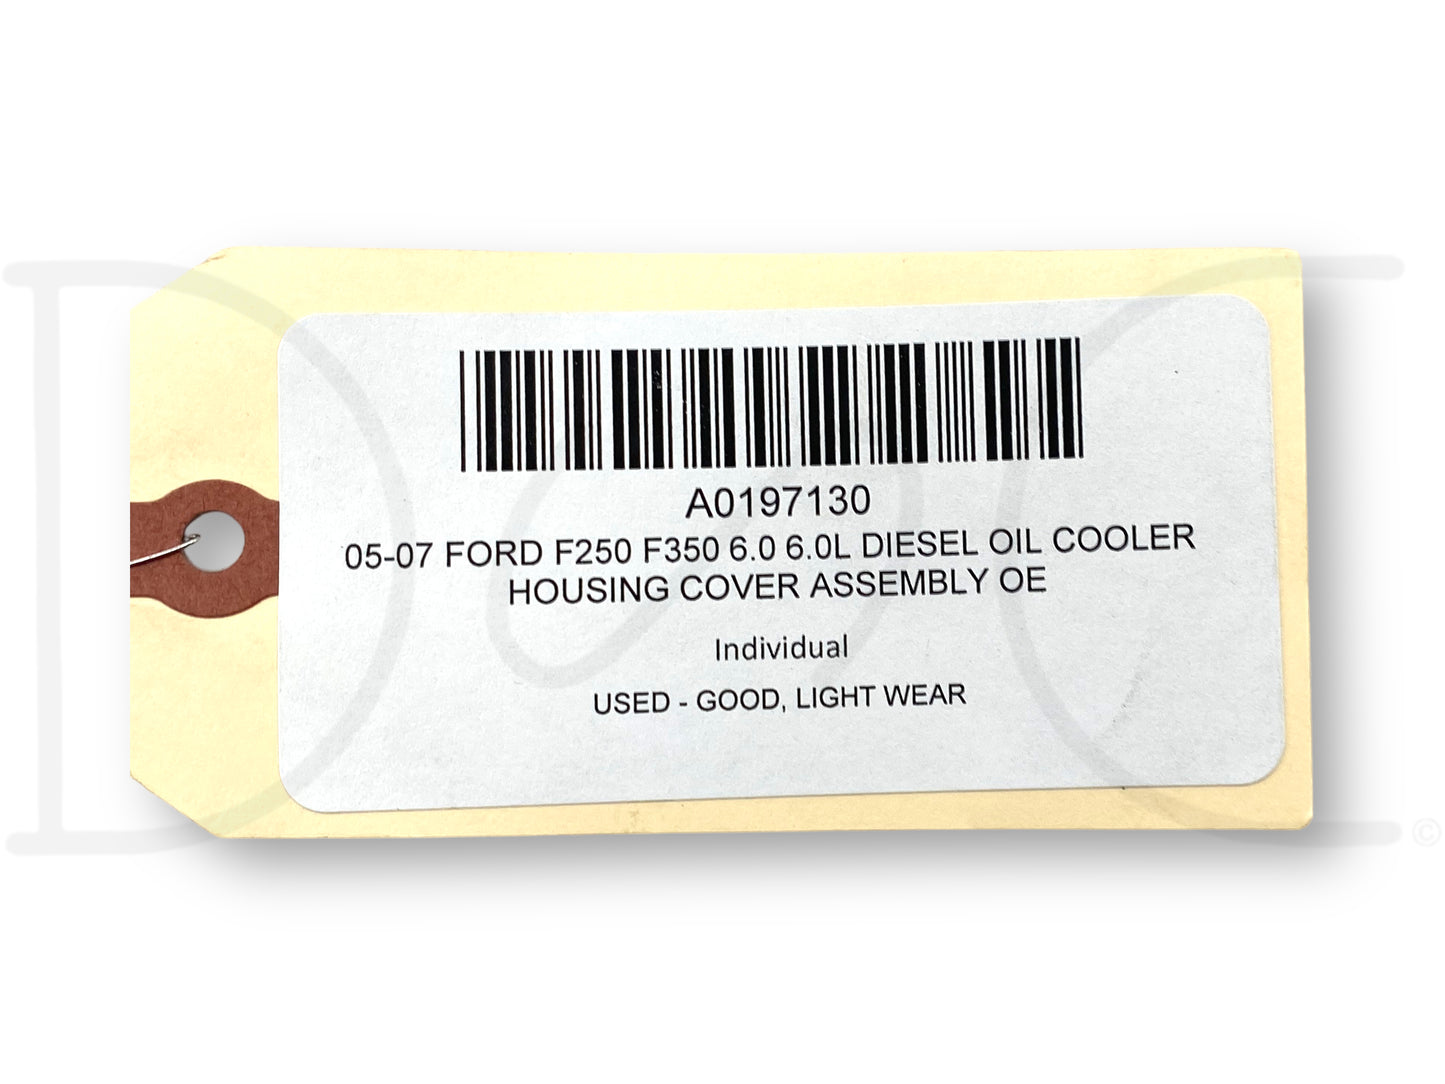 A0197130
05-07 FORD F250 F350 6.0 6.0L DIESEL OIL COOLER
HOUSING COVER ASSEMBLY OE
Individual
USED - GOOD, LIGHT WEAR
©